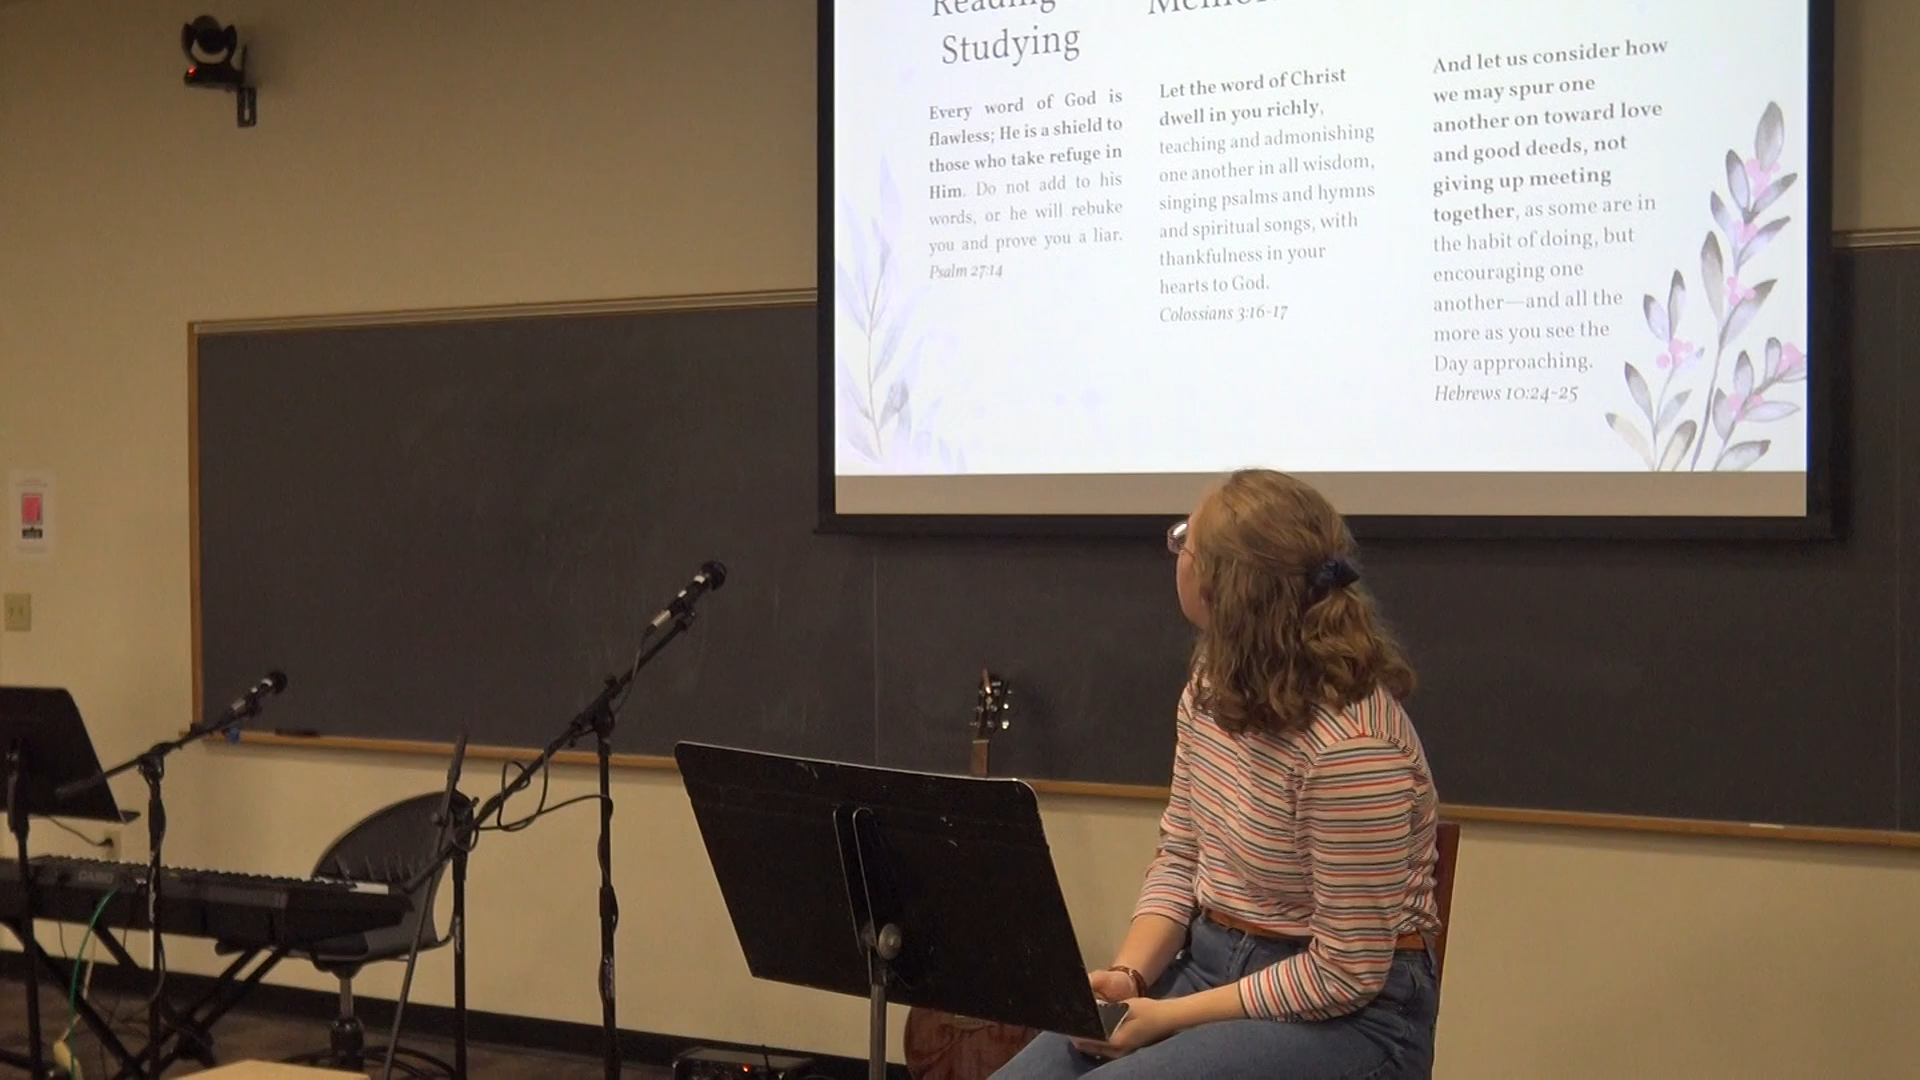 Reading
Studying
Every word of God is
flawless; He is a shield to
those who take refuge in
Him. Do not add to his
words, or he will rebuke
you and prove you a liar.
Psalm 27:14
Let the word of Christ
dwell in you richly,
teaching and admonishing
one another in all wisdom,
singing psalms and hymns
and spiritual songs, with
thankfulness in your
hearts to God.
Colossians 3:16-17
And let us consider how
we may spur one
another on toward love
and good deeds, not
giving up meeting
together, as some are in
the habit of doing, but
encouraging one
another—and all the
more as you see the
Day approaching.
Hebrews 10:24-25
CASIO